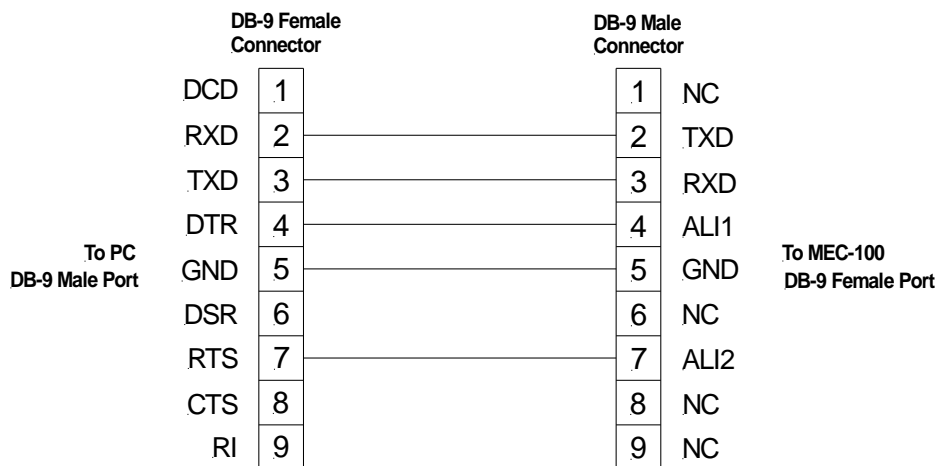 DB-9 Female
Connector
DB-9 Male
Connector
DCD 1 1 NC
RXD 2 2 TXD
TXD 3 3 RXD
DTR 4 4 ALI1
To PC
DB-9 Male Port
GND 5 5 GND
To MEC-100
DB-9 Female Port
DSR 6 6 NC
RTS 7 7 ALI2
CTS 8 8 NC
RI 9 9 NC